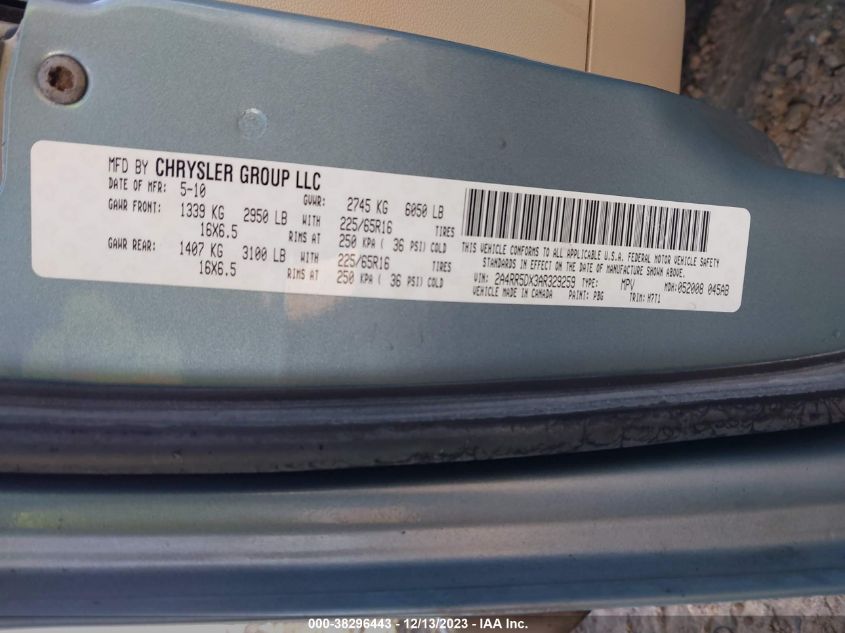 MFD BY CHRYSLER GROUP LLC
DATE OF MFR: 5-10 GVWR: 2745 KG 6050 LB
GAWR FRONT: 1339 KG 2950 LB WITH 225/65R16 TIRES
16X6.5 RIMS AT 250 KPA ( 36 PSI) COLD
GAWR REAR: 1407 KG 3100 LB WITH 225/65R16 TIRES
16X6.5 RIMS AT 250 KPA ( 36 PSI) COLD
THIS VEHICLE CONFORMS TO ALL APPLICABLE U.S.A. FEDERAL MOTOR VEHICLE SAFETY
STANDARDS IN EFFECT ON THE DATE OF MANUFACTURE SHOWN ABOVE.
VIN: 2A4RR5DX3AR329259 TYPE: MPV MDH: 052008 045AB
VEHICLE MADE IN CANADA PAINT: PBG TRIM: H7T1
000-38296443 - 12/13/2023 - IAA Inc.